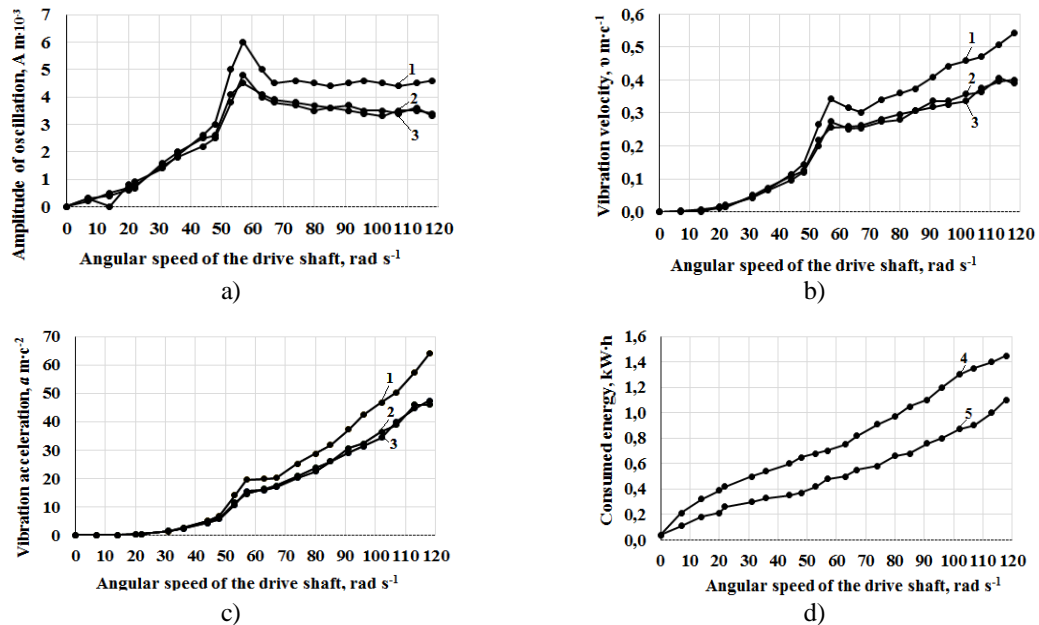 a)
Amplitude of oscillation, A m·10⁻³
7
6
5
4
3
2
1
0
1
2
3
0 10 20 30 40 50 60 70 80 90 100 110 120
Angular speed of the drive shaft, rad s⁻¹
a)
b)
Vibration velocity, υ m·c⁻¹
0,6
0,5
0,4
0,3
0,2
0,1
0,0
1
2
3
0 10 20 30 40 50 60 70 80 90 100 110 120
Angular speed of the drive shaft, rad s⁻¹
b)
c)
Vibration acceleration, a m·c⁻²
70
60
50
40
30
20
10
0
1
2
3
0 10 20 30 40 50 60 70 80 90 100 110 120
Angular speed of the drive shaft, rad s⁻¹
c)
d)
Consumed energy, kW·h
1,6
1,4
1,2
1,0
0,8
0,6
0,4
0,2
0,0
4
5
0 10 20 30 40 50 60 70 80 90 100 110 120
Angular speed of the drive shaft, rad s⁻¹
d)